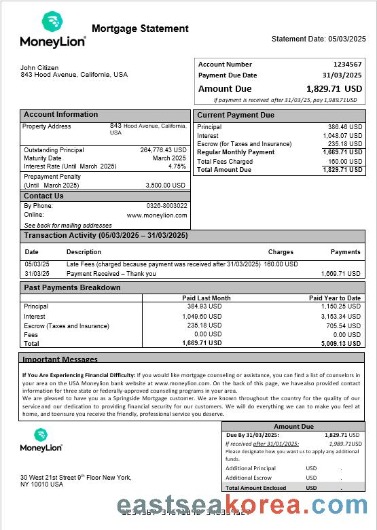 MoneyLion
Mortgage Statement
Statement Date: 05/03/2025
John Citizen
843 Hood Avenue, California, USA
Account Number 1234567
Payment Due Date 31/03/2025
Amount Due 1,829.71 USD
If payment is received after 31/03/25, pay 1,989.71USD
Account Information
Property Address 843 Hood Avenue, California, USA
Outstanding Principal 264,776.43 USD
Maturity Date March 2025
Interest Rate (Until March 2025) 4.75%
Prepayment Penalty
(Until March 2025) 3,500.00 USD
Contact Us
By Phone: 0326-8003022
Online: www.moneylion.com
See back for mailing addresses
Current Payment Due
Principal 386.46 USD
Interest 1,048.07 USD
Escrow (for Taxes and Insurance) 235.18 USD
Regular Monthly Payment 1,669.71 USD
Total Fees Charged 160.00 USD
Total Amount Due 1,829.71 USD
Transaction Activity (05/03/2025 – 31/03/2025)
Date Description Charges Payments
05/03/25 Late Fees (charged because payment was received after 31/03/2025) 160.00 USD
31/03/25 Payment Received – Thank you 1,669.71 USD
Past Payments Breakdown
Paid Last Month Paid Year to Date
Principal 384.93 USD 1,150.25 USD
Interest 1,049.60 USD 3,153.34 USD
Escrow (Taxes and Insurance) 235.18 USD 705.54 USD
Fees 0.00 USD 0.00 USD
Total 1,669.71 USD 5,009.13 USD
Important Messages
If You Are Experiencing Financial Difficulty: If you would like mortgage counseling or assistance, you can find a list of counselors in
your area on the USA Moneylion bank website at www.moneylion.com. On the back of this page, we have also provided contact
information for three state or federally-approved counseling programs in your area.
We are pleased to have you as a Springside Mortgage customer. We are known throughout the country for the quality of
service and our dedication to providing financial security for our customers. We will do everything we can to make you feel at
home, and to ensure you receive the friendly, professional service you deserve.
MoneyLion
30 West 21st Street 9th Floor New York,
NY 10010 USA
Amount Due
Due By 31/03/2025: 1,829.71 USD
If received after 31/01/2025: 1,989.71 USD
Please designate how you want us to apply any additional
funds.
Additional Principal USD .
Additional Escrow USD .
Total Amount Enclosed USD .
eastseakorea.com